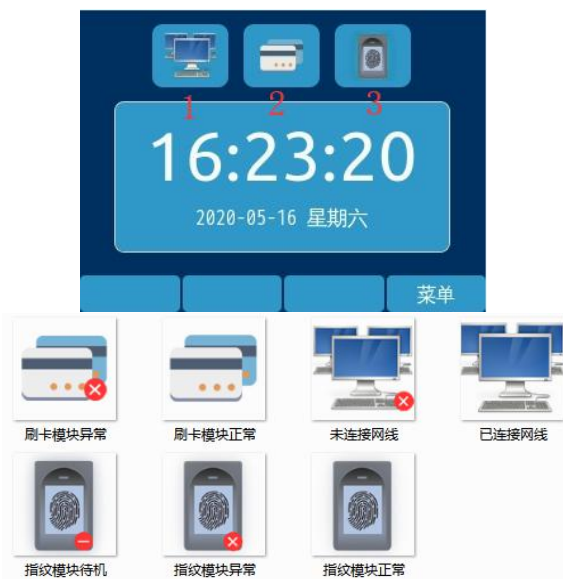 1 2 3
16:23:20
2020-05-16 星期六
菜单
刷卡模块异常 刷卡模块正常 未连接网线 已连接网线
指纹模块待机 指纹模块异常 指纹模块正常